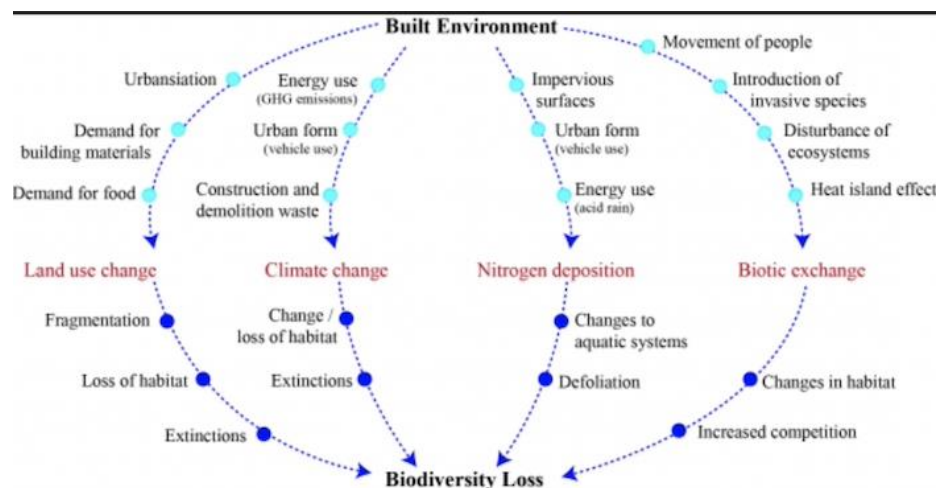 Built Environment
Movement of people
Urbansiation
Energy use
(GHG emissions)
Impervious
surfaces
Introduction of
invasive species
Demand for
building materials
Urban form
(vehicle use)
Urban form
(vehicle use)
Disturbance of
ecosystems
Demand for food
Construction and
demolition waste
Energy use
(acid rain)
Heat island effect
Land use change
Climate change
Nitrogen deposition
Biotic exchange
Fragmentation
Change /
loss of habitat
Changes to
aquatic systems
Loss of habitat
Extinctions
Defoliation
Changes in habitat
Extinctions
Increased competition
Biodiversity Loss